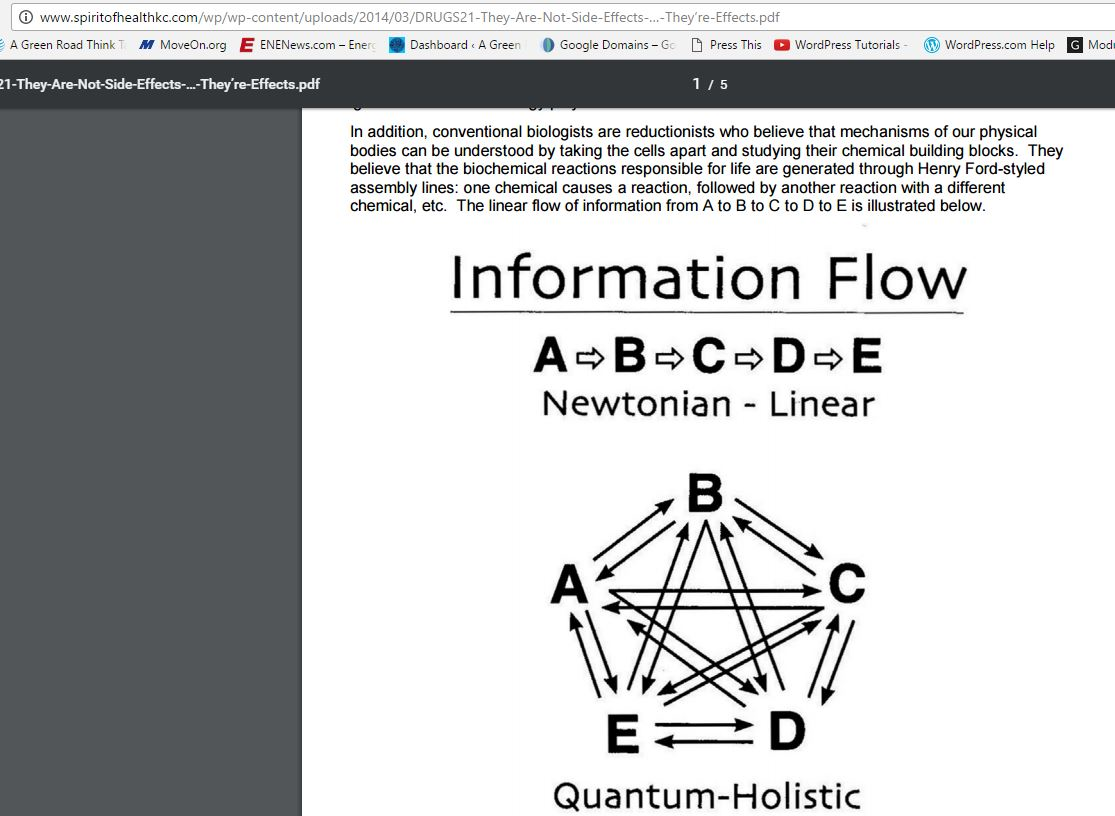 www.spiritofhealthkc.com/wp/wp-content/uploads/2014/03/DRUGS21-They-Are-Not-Side-Effects-...-They're-Effects.pdf
A Green Road Think T MoveOn.org ENENews.com – Energ Dashboard ‹ A Green Google Domains – Go Press This WordPress Tutorials - WordPress.com Help G Mod
21-They-Are-Not-Side-Effects-...-They're-Effects.pdf 1 / 5
In addition, conventional biologists are reductionists who believe that mechanisms of our physical
bodies can be understood by taking the cells apart and studying their chemical building blocks. They
believe that the biochemical reactions responsible for life are generated through Henry Ford-styled
assembly lines: one chemical causes a reaction, followed by another reaction with a different
chemical, etc. The linear flow of information from A to B to C to D to E is illustrated below.
Information Flow
A ⇨ B ⇨ C ⇨ D ⇨ E
Newtonian - Linear
B
A C
E D
Quantum-Holistic